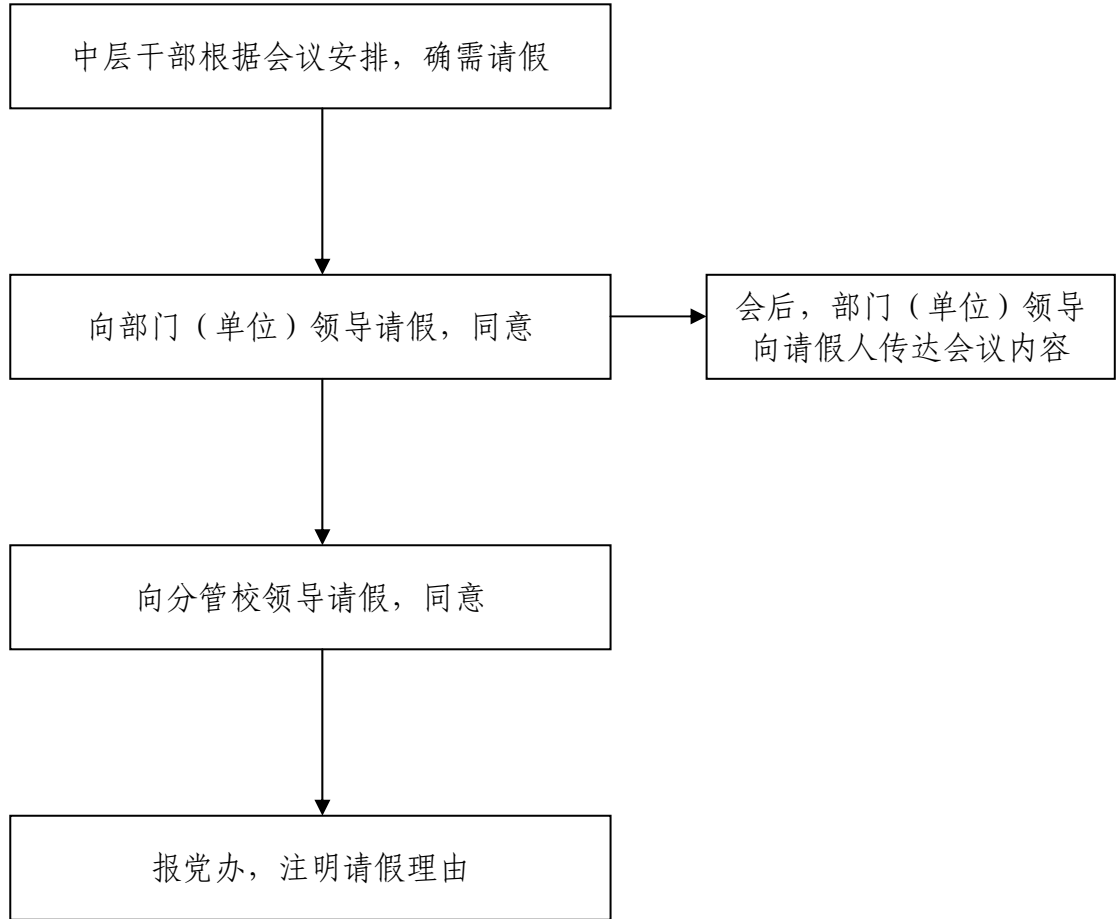 中层干部根据会议安排，确需请假
向部门（单位）领导请假，同意
会后，部门（单位）领导
向请假人传达会议内容
向分管校领导请假，同意
报党办，注明请假理由